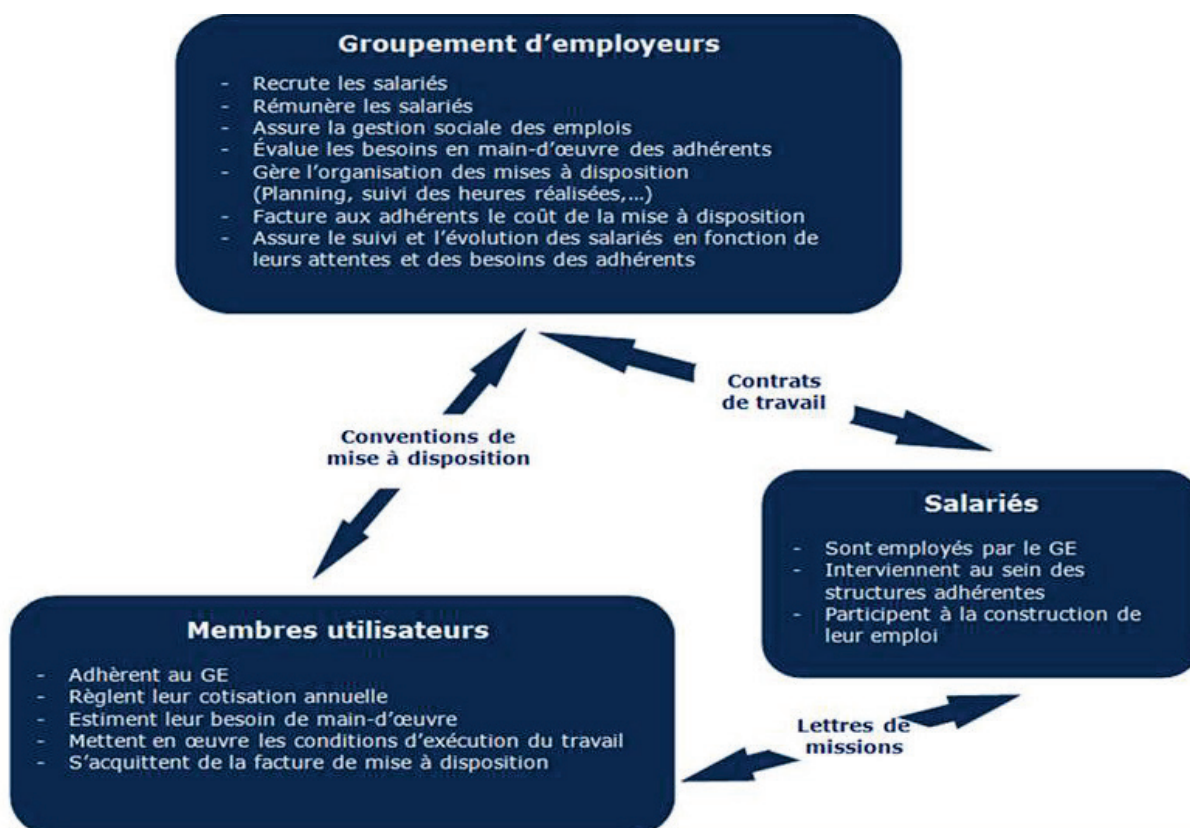 Groupement d'employeurs
- Recrute les salariés
- Rémunère les salariés
- Assure la gestion sociale des emplois
- Évalue les besoins en main-d'œuvre des adhérents
- Gère l'organisation des mises à disposition
(Planning, suivi des heures réalisées,...)
- Facture aux adhérents le coût de la mise à disposition
- Assure le suivi et l'évolution des salariés en fonction de
leurs attentes et des besoins des adhérents
Contrats
de travail
Conventions de
mise à disposition
Salariés
- Sont employés par le GE
- Interviennent au sein des
structures adhérentes
- Participent à la construction de
leur emploi
Membres utilisateurs
- Adhèrent au GE
- Règlent leur cotisation annuelle
- Estiment leur besoin de main-d'œuvre
- Mettent en œuvre les conditions d'exécution du travail
- S'acquittent de la facture de mise à disposition
Lettres de
missions